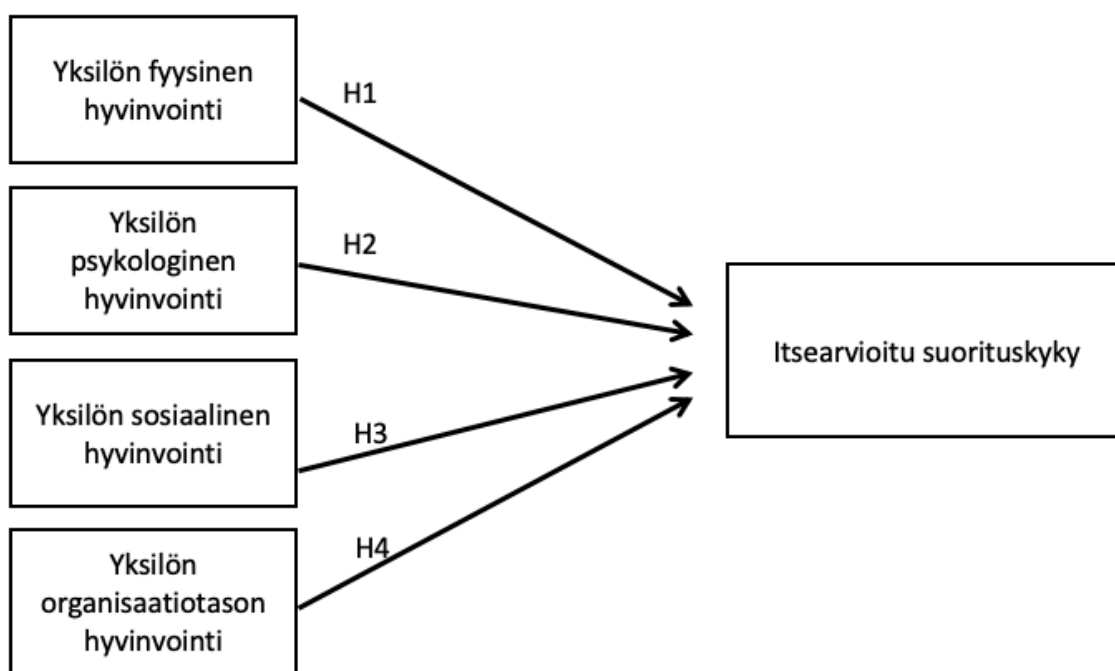 Yksilön fyysinen
hyvinvointi
H1
Yksilön
psykologinen
hyvinvointi
H2
Yksilön sosiaalinen
hyvinvointi
H3
Yksilön
organisaatiotason
hyvinvointi
H4
Itsearvioitu suorituskyky